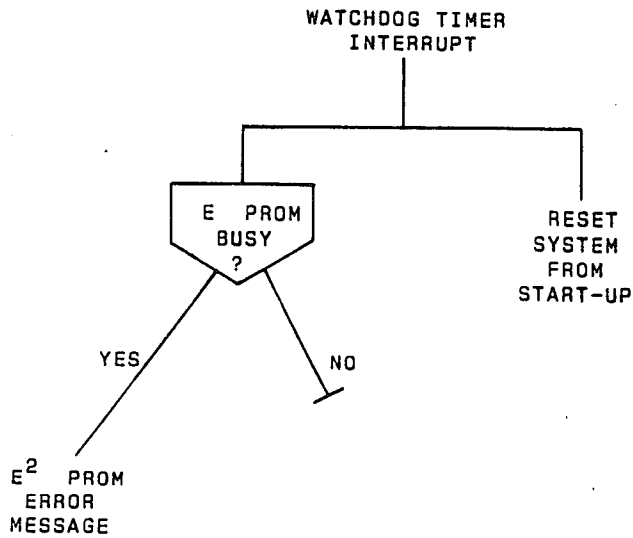 WATCHDOG TIMER
INTERRUPT
E PROM
BUSY
?
RESET
SYSTEM
FROM
START-UP
YES
NO
E² PROM
ERROR
MESSAGE